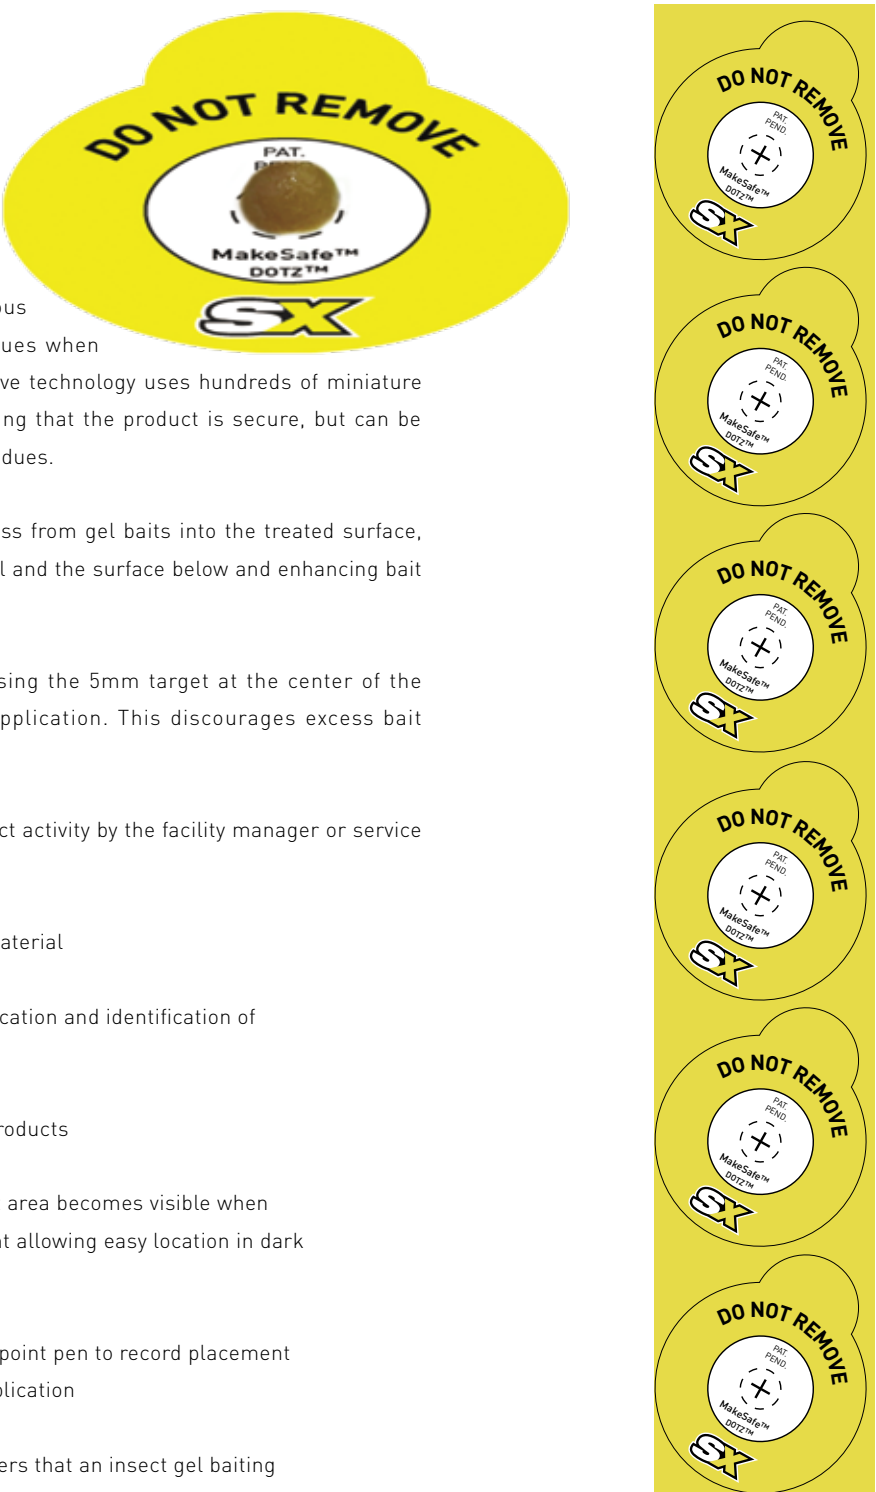 DO NOT REMOVE
PAT.
MakeSafe™
DOTZ™
SX
ous
ues when
ve technology uses hundreds of miniature
ng that the product is secure, but can be
dues.
ss from gel baits into the treated surface,
l and the surface below and enhancing bait
sing the 5mm target at the center of the
pplication. This discourages excess bait
ct activity by the facility manager or service
aterial
cation and identification of
roducts
area becomes visible when
t allowing easy location in dark
point pen to record placement
plication
ers that an insect gel baiting
DO NOT REMOVE
PAT.
PEND.
MakeSafe™
DOTZ™
SX
DO NOT REMOVE
PAT.
PEND.
MakeSafe™
DOTZ™
SX
DO NOT REMOVE
PAT.
PEND.
MakeSafe™
DOTZ™
SX
DO NOT REMOVE
PAT.
PEND.
MakeSafe™
DOTZ™
SX
DO NOT REMOVE
PAT.
PEND.
MakeSafe™
DOTZ™
SX
DO NOT REMOVE
PAT.
PEND.
MakeSafe™
DOTZ™
SX